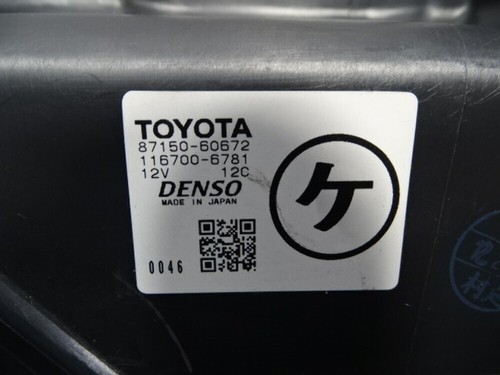 TOYOTA
87150-60672
116700-6781
12V 12C
DENSO
MADE IN JAPAN
0046
ケ